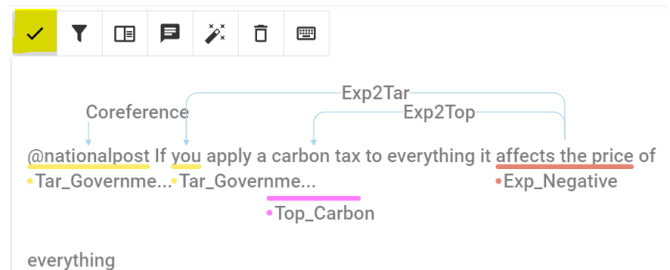 Exp2Tar
Coreference Exp2Top
@nationalpost If you apply a carbon tax to everything it affects the price of
Tar_Governme... Tar_Governme... Exp_Negative
Top_Carbon
everything